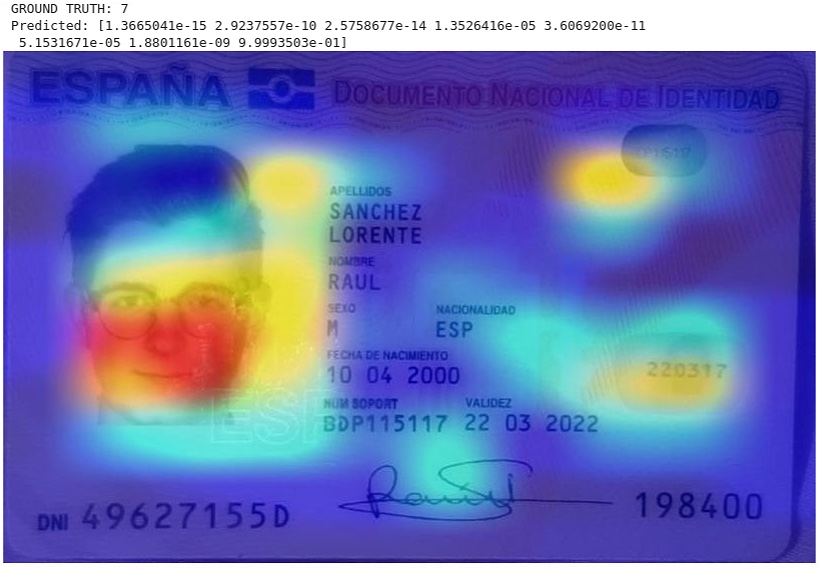 GROUND TRUTH: 7
Predicted: [1.3665041e-15 2.9237557e-10 2.5758677e-14 1.3526416e-05 3.6069200e-11
5.1531671e-05 1.8801161e-09 9.9993503e-01]
ESPAÑA DOCUMENTO NACIONAL DE IDENTIDAD
APELLIDOS
SANCHEZ
LORENTE
NOMBRE
RAUL
SEXO NACIONALIDAD
M ESP
FECHA DE NACIMIENTO
10 04 2000
220317
NUM SOPORT VALIDEZ
BDP115117 22 03 2022
ESP
DNI 49627155D 198400